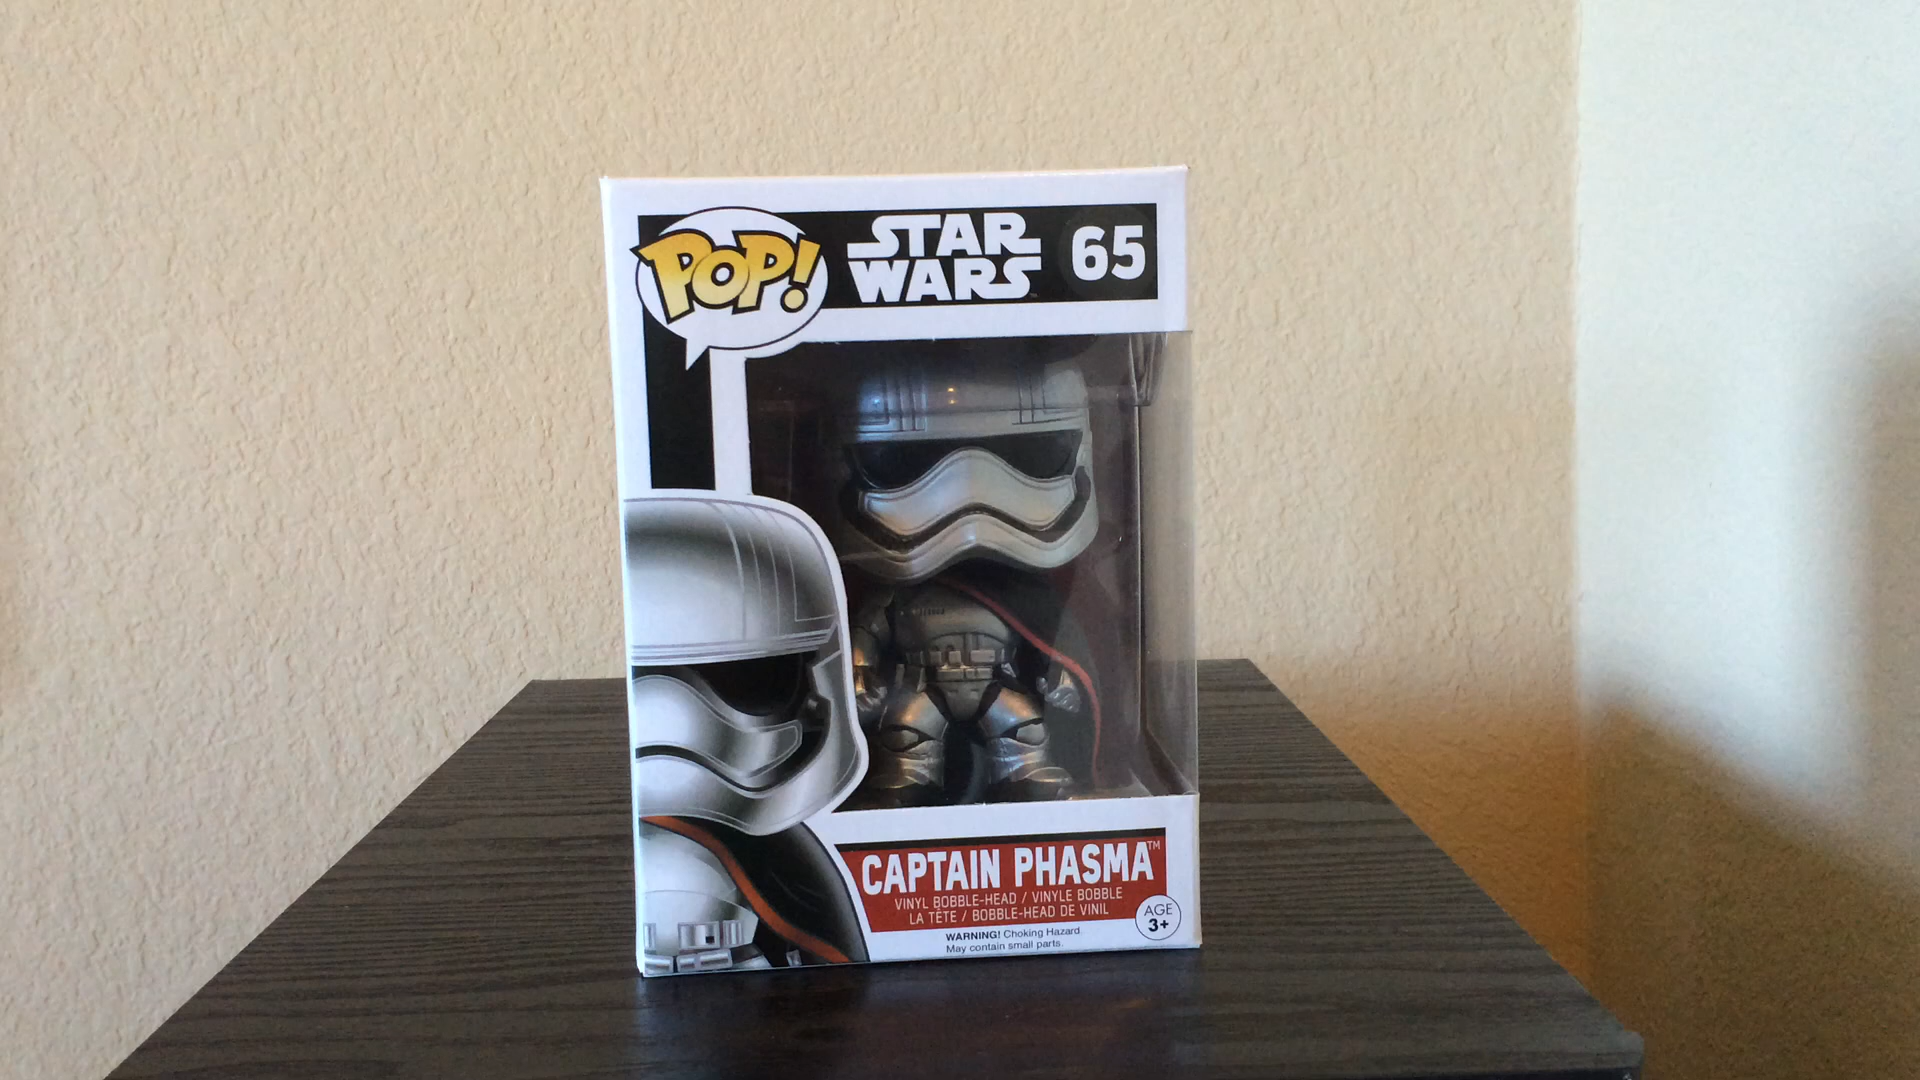 POP!
STAR
WARS
65
CAPTAIN PHASMA™
VINYL BOBBLE-HEAD / VINYLE BOBBLE
LA TÊTE / BOBBLE-HEAD DE VINIL
AGE
3+
WARNING! Choking Hazard.
May contain small parts.